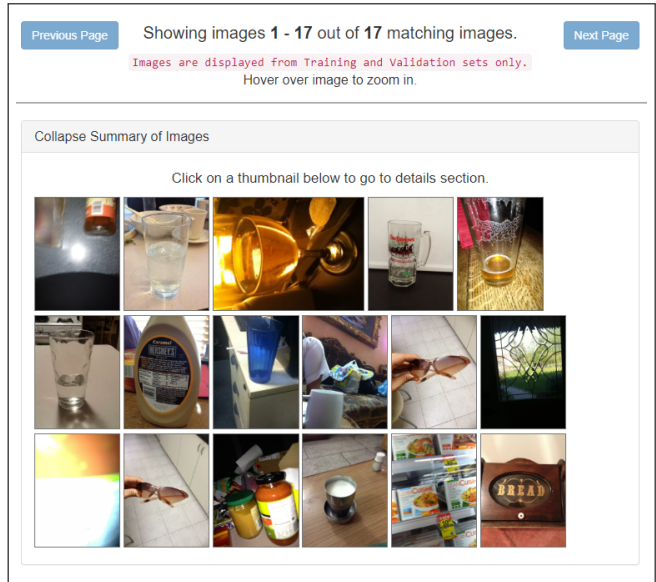 Previous Page
Showing images 1 - 17 out of 17 matching images.
Next Page
Images are displayed from Training and Validation sets only.
Hover over image to zoom in.
Collapse Summary of Images
Click on a thumbnail below to go to details section.
Caramel
HERSHEY'S
BREAD